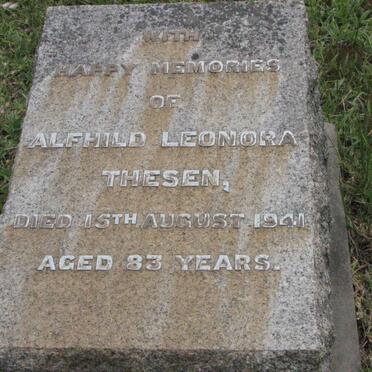 WITH
HAPPY MEMORIES
OF
ALFHILD LEONORA
THESEN,
DIED 15TH AUGUST 1941
AGED 83 YEARS.